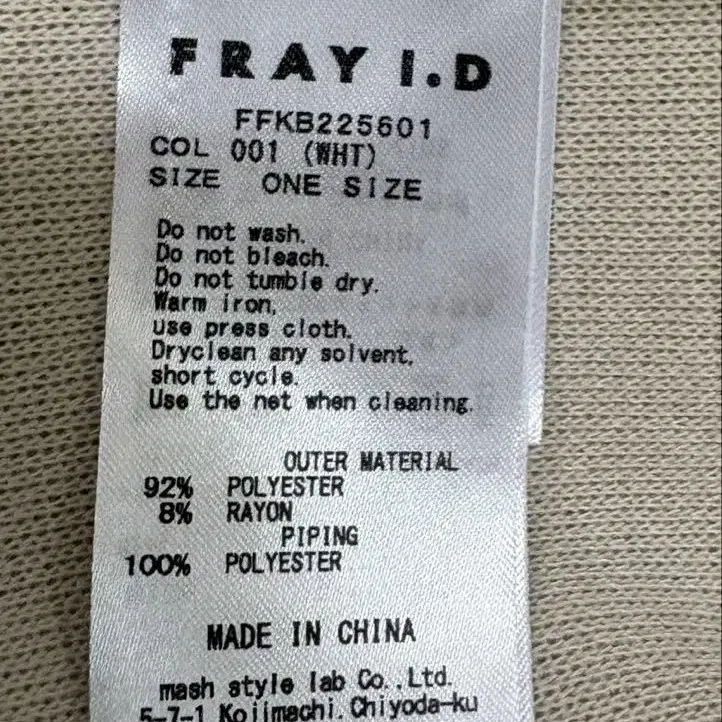 FRAY I.D
FFKB225601
COL 001 (WHT)
SIZE ONE SIZE
Do not wash.
Do not bleach.
Do not tumble dry.
Warm iron,
use press cloth.
Dryclean any solvent,
short cycle.
Use the net when cleaning.
OUTER MATERIAL
92% POLYESTER
8% RAYON
PIPING
100% POLYESTER
MADE IN CHINA
mash style lab Co.,Ltd.
5-7-1 Kojimachi, Chiyoda-ku